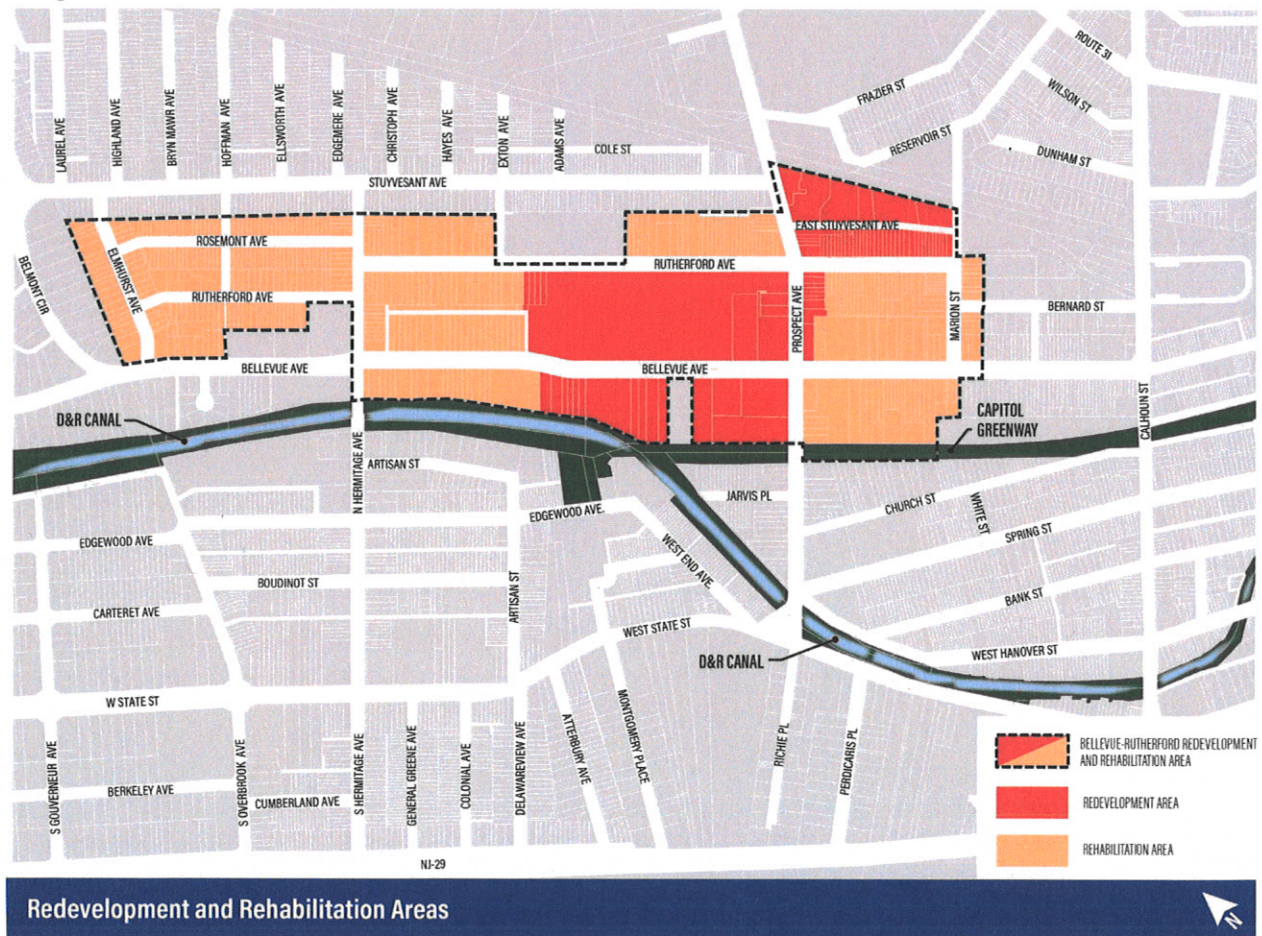 ROUTE 31
FRAZIER ST
WILSON ST
RESERVOIR ST
DUNHAM ST
LAUREL AVE
HIGHLAND AVE
BRYN MAWR AVE
HOFFMAN AVE
ELLSWORTH AVE
EDGEMERE AVE
CHRISTOPH AVE
HAYES AVE
EXTON AVE
ADAMS AVE
COLE ST
STUYVESANT AVE
EAST STUYVESANT AVE
ROSEMONT AVE
ELMHURST AVE
BELMONT CIR
RUTHERFORD AVE
RUTHERFORD AVE
PROSPECT AVE
MARION ST
BERNARD ST
BELLEVUE AVE
BELLEVUE AVE
D&R CANAL
CAPITOL
GREENWAY
CALHOUN ST
N HERMITAGE AVE
ARTISAN ST
EDGEWOOD AVE.
JARVIS PL
CHURCH ST
WHITE ST
SPRING ST
EDGEWOOD AVE
WEST END AVE
BOUDINOT ST
ARTISAN ST
BANK ST
CARTERET AVE
WEST STATE ST
D&R CANAL
WEST HANOVER ST
W STATE ST
S GOUVERNEUR AVE
S OVERBROOK AVE
S HERMITAGE AVE
GENERAL GREENE AVE
COLONIAL AVE
DELAWAREVIEW AVE
ATTERBURY AVE
MONTGOMERY PLACE
RICHIE PL
PERDICARIS PL
BERKELEY AVE
CUMBERLAND AVE
NJ-29
BELLEVUE-RUTHERFORD REDEVELOPMENT
AND REHABILITATION AREA
REDEVELOPMENT AREA
REHABILITATION AREA
Redevelopment and Rehabilitation Areas
N